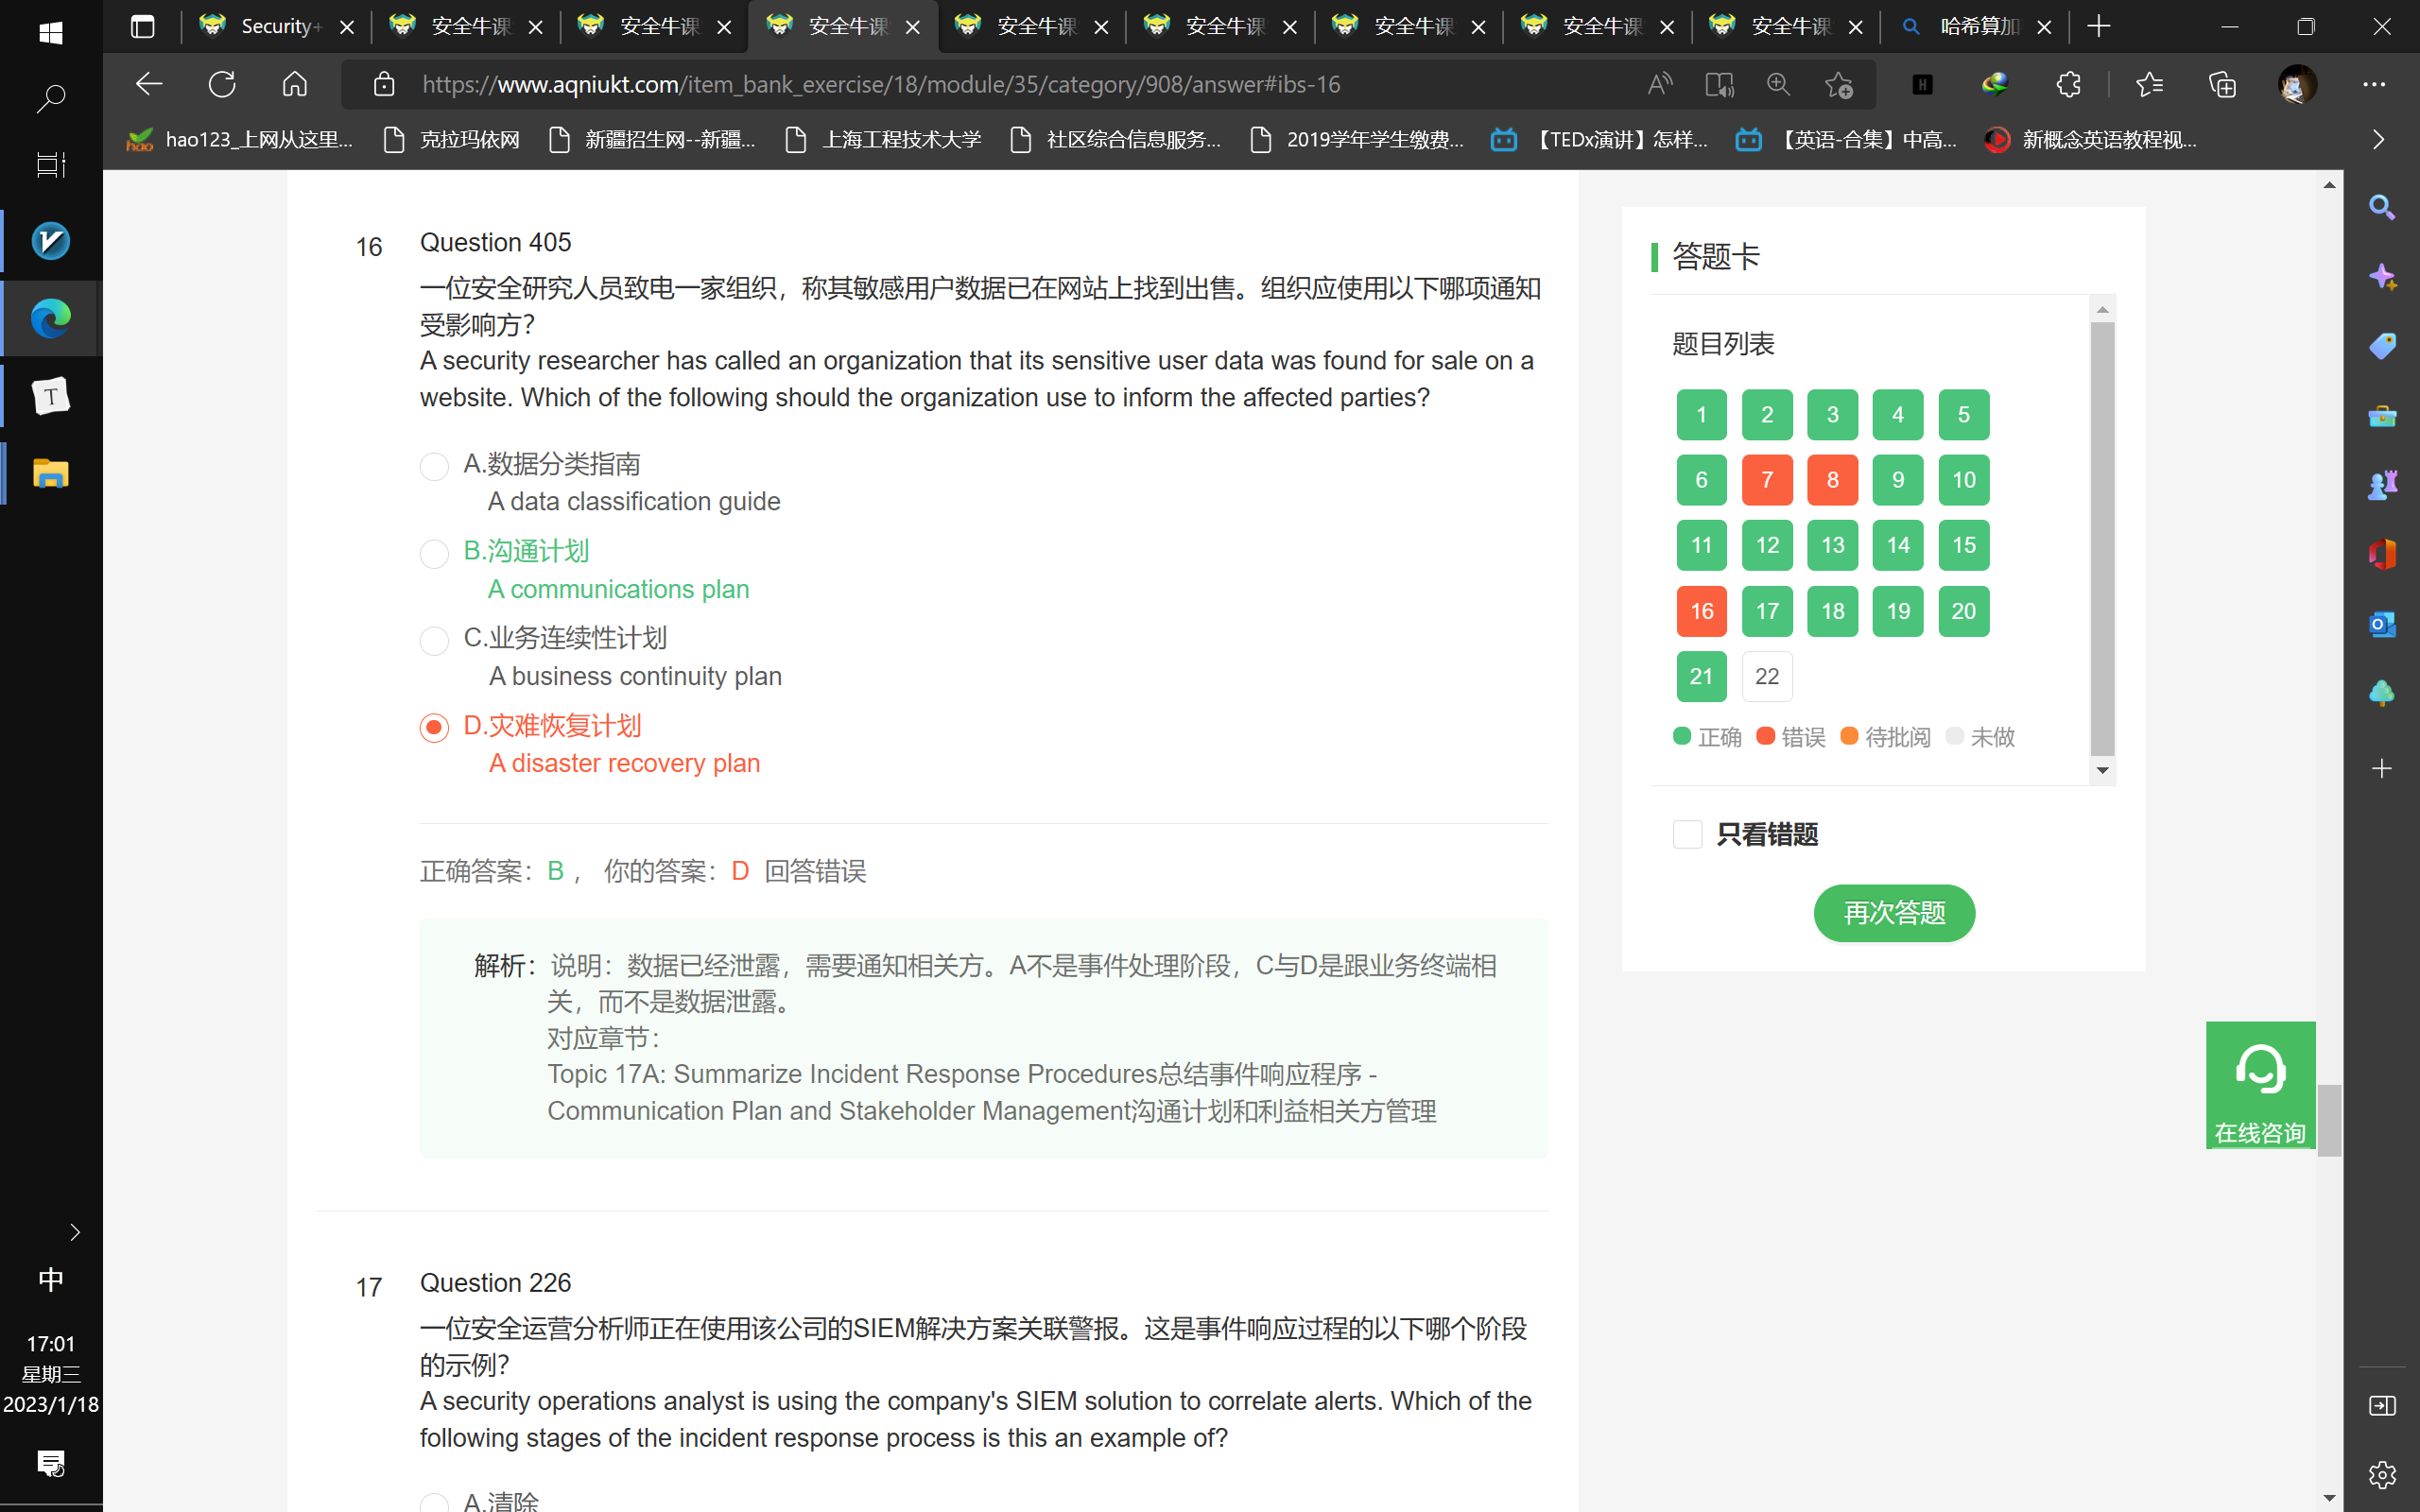 Security+
安全牛课
安全牛课
安全牛课
安全牛课
安全牛课
安全牛课
安全牛课
安全牛课
哈希算加
https://www.aqniukt.com/item_bank_exercise/18/module/35/category/908/answer#ibs-16
hao123_上网从这里...
克拉玛依网
新疆招生网--新疆...
上海工程技术大学
社区综合信息服务...
2019学年学生缴费...
【TEDx演讲】怎样...
【英语-合集】中高...
新概念英语教程视...
16
Question 405
一位安全研究人员致电一家组织，称其敏感用户数据已在网站上找到出售。组织应使用以下哪项通知
受影响方？
A security researcher has called an organization that its sensitive user data was found for sale on a
website. Which of the following should the organization use to inform the affected parties?
A.数据分类指南
A data classification guide
B.沟通计划
A communications plan
C.业务连续性计划
A business continuity plan
D.灾难恢复计划
A disaster recovery plan
正确答案：B ， 你的答案：D 回答错误
解析：说明：数据已经泄露，需要通知相关方。A不是事件处理阶段，C与D是跟业务终端相
关，而不是数据泄露。
对应章节：
Topic 17A: Summarize Incident Response Procedures总结事件响应程序 -
Communication Plan and Stakeholder Management沟通计划和利益相关方管理
17
Question 226
一位安全运营分析师正在使用该公司的SIEM解决方案关联警报。这是事件响应过程的以下哪个阶段
的示例？
A security operations analyst is using the company's SIEM solution to correlate alerts. Which of the
following stages of the incident response process is this an example of?
A.清除
答题卡
题目列表
1 2 3 4 5
6 7 8 9 10
11 12 13 14 15
16 17 18 19 20
21 22
正确 错误 待批阅 未做
只看错题
再次答题
在线咨询
中
17:01
星期三
2023/1/18